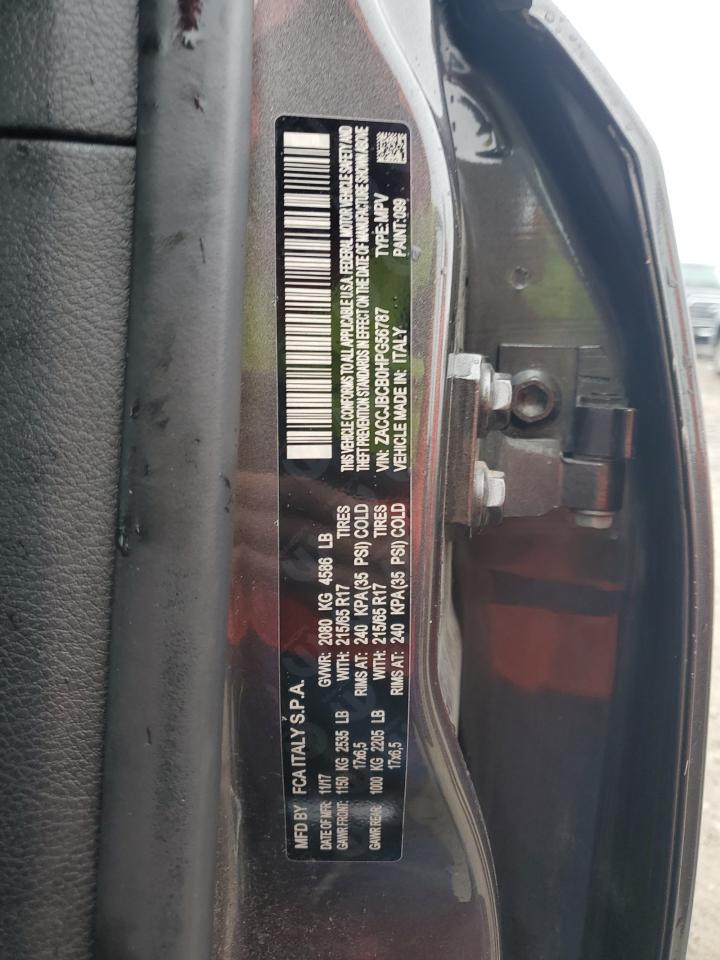 MFD BY FCA ITALY S.P.A.
DATE OF MFR: 11/17 GVWR: 2080 KG 4586 LB
GAWR FRONT: 1150 KG 2535 LB WITH: 215/65 R17 TIRES
17x6,5 RIMS AT: 240 KPA(35 PSI) COLD
GAWR REAR: 1000 KG 2205 LB WITH: 215/65 R17 TIRES
17x6,5 RIMS AT: 240 KPA(35 PSI) COLD
THIS VEHICLE CONFORMS TO ALL APPLICABLE U.S.A. FEDERAL MOTOR VEHICLE SAFETY AND
THEFT PREVENTION STANDARDS IN EFFECT ON THE DATE OF MANUFACTURE SHOWN ABOVE
VIN: ZACCJBCB0HPG56787 TYPE: MPV
VEHICLE MADE IN: ITALY PAINT: 099